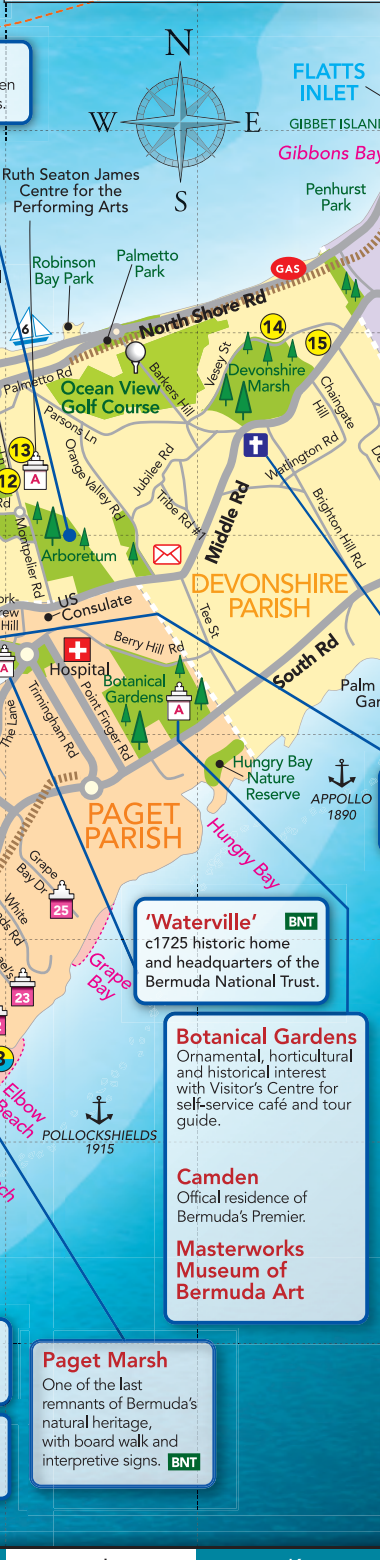 N
W
E
S
FLATTS
INLET
GIBBET ISLAND
Gibbons Bay
Penhurst
Park
Ruth Seaton James
Centre for the
Performing Arts
Robinson
Bay Park
Palmetto
Park
GAS
North Shore Rd
6
14
15
Palmetto Rd
Ocean View
Golf Course
Barkers Hill
Vesey St
Devonshire
Marsh
Chaingate
Hill
Parsons Ln
Orange Valley Rd
Jubilee Rd
Tribe Rd #1
Middle Rd
Watlington Rd
Brighton Hill Rd
13
12
A
Rd
Montpelier Rd
Arboretum
DEVONSHIRE
PARISH
US
Consulate
Hill
Tee St
South Rd
Berry Hill Rd
A
Hospital
Botanical
Gardens
A
The Lane
Trimingham Rd
Point Finger Rd
Palm
Hungry Bay
Nature
Reserve
APPOLLO
1890
PAGET
PARISH
Hungry Bay
Grape
Bay Dr
White
25
23
Grape
Bay
'Waterville' BNT
c1725 historic home
and headquarters of the
Bermuda National Trust.
Elbow
Beach
POLLOCKSHIELDS
1915
Botanical Gardens
Ornamental, horticultural
and historical interest
with Visitor's Centre for
self-service café and tour
guide.
Camden
Offical residence of
Bermuda's Premier.
Masterworks
Museum of
Bermuda Art
Paget Marsh
One of the last
remnants of Bermuda's
natural heritage,
with board walk and
interpretive signs. BNT